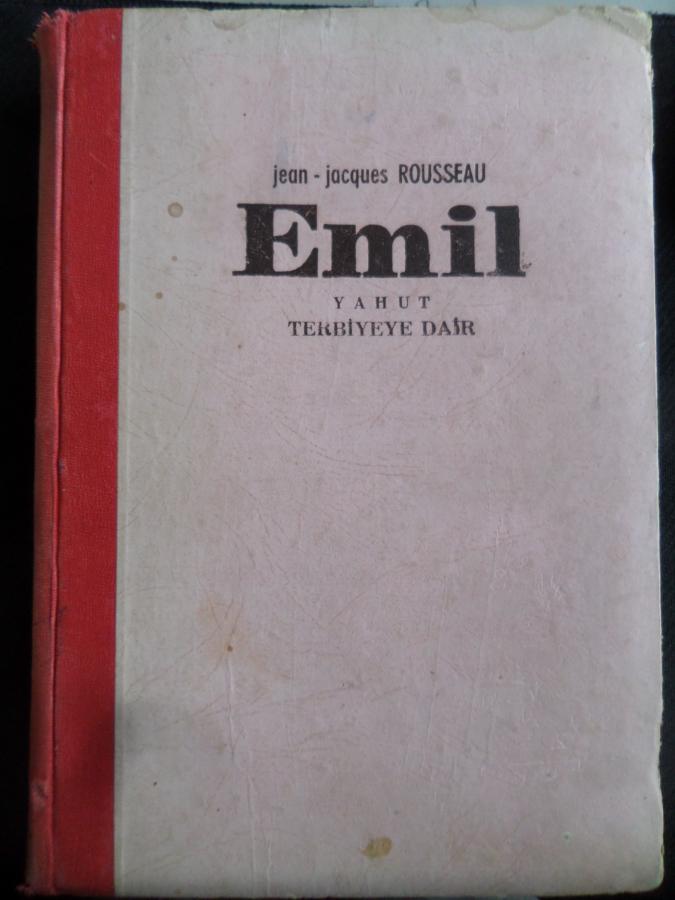 jean - jacques ROUSSEAU
Emil
YAHUT
TERBİYEYE DAİR